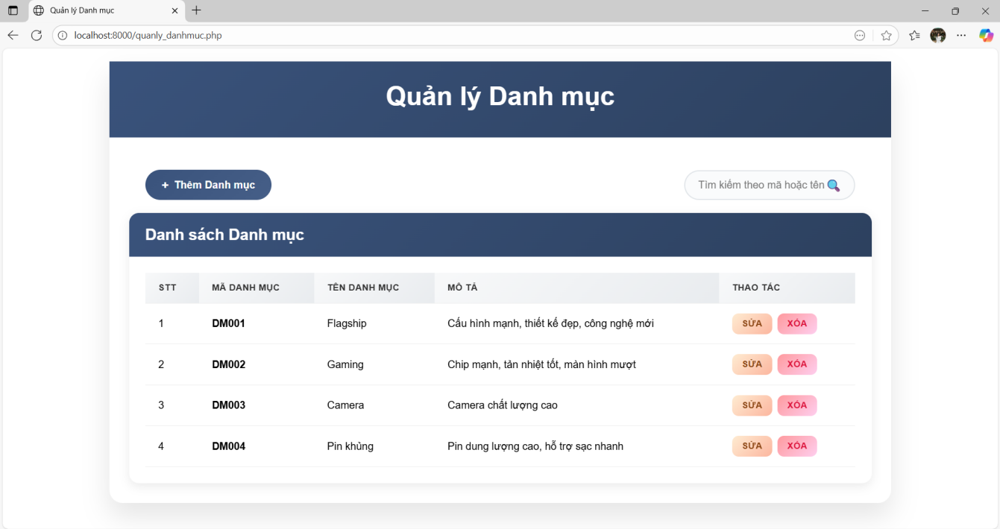 Quản lý Danh mục
localhost:8000/quanly_danhmuc.php
Quản lý Danh mục
+ Thêm Danh mục
Tìm kiếm theo mã hoặc tên
Danh sách Danh mục
STT MÃ DANH MỤC TÊN DANH MỤC MÔ TẢ THAO TÁC
1 DM001 Flagship Cấu hình mạnh, thiết kế đẹp, công nghệ mới SỬA XÓA
2 DM002 Gaming Chip mạnh, tản nhiệt tốt, màn hình mượt SỬA XÓA
3 DM003 Camera Camera chất lượng cao SỬA XÓA
4 DM004 Pin khủng Pin dung lượng cao, hỗ trợ sạc nhanh SỬA XÓA